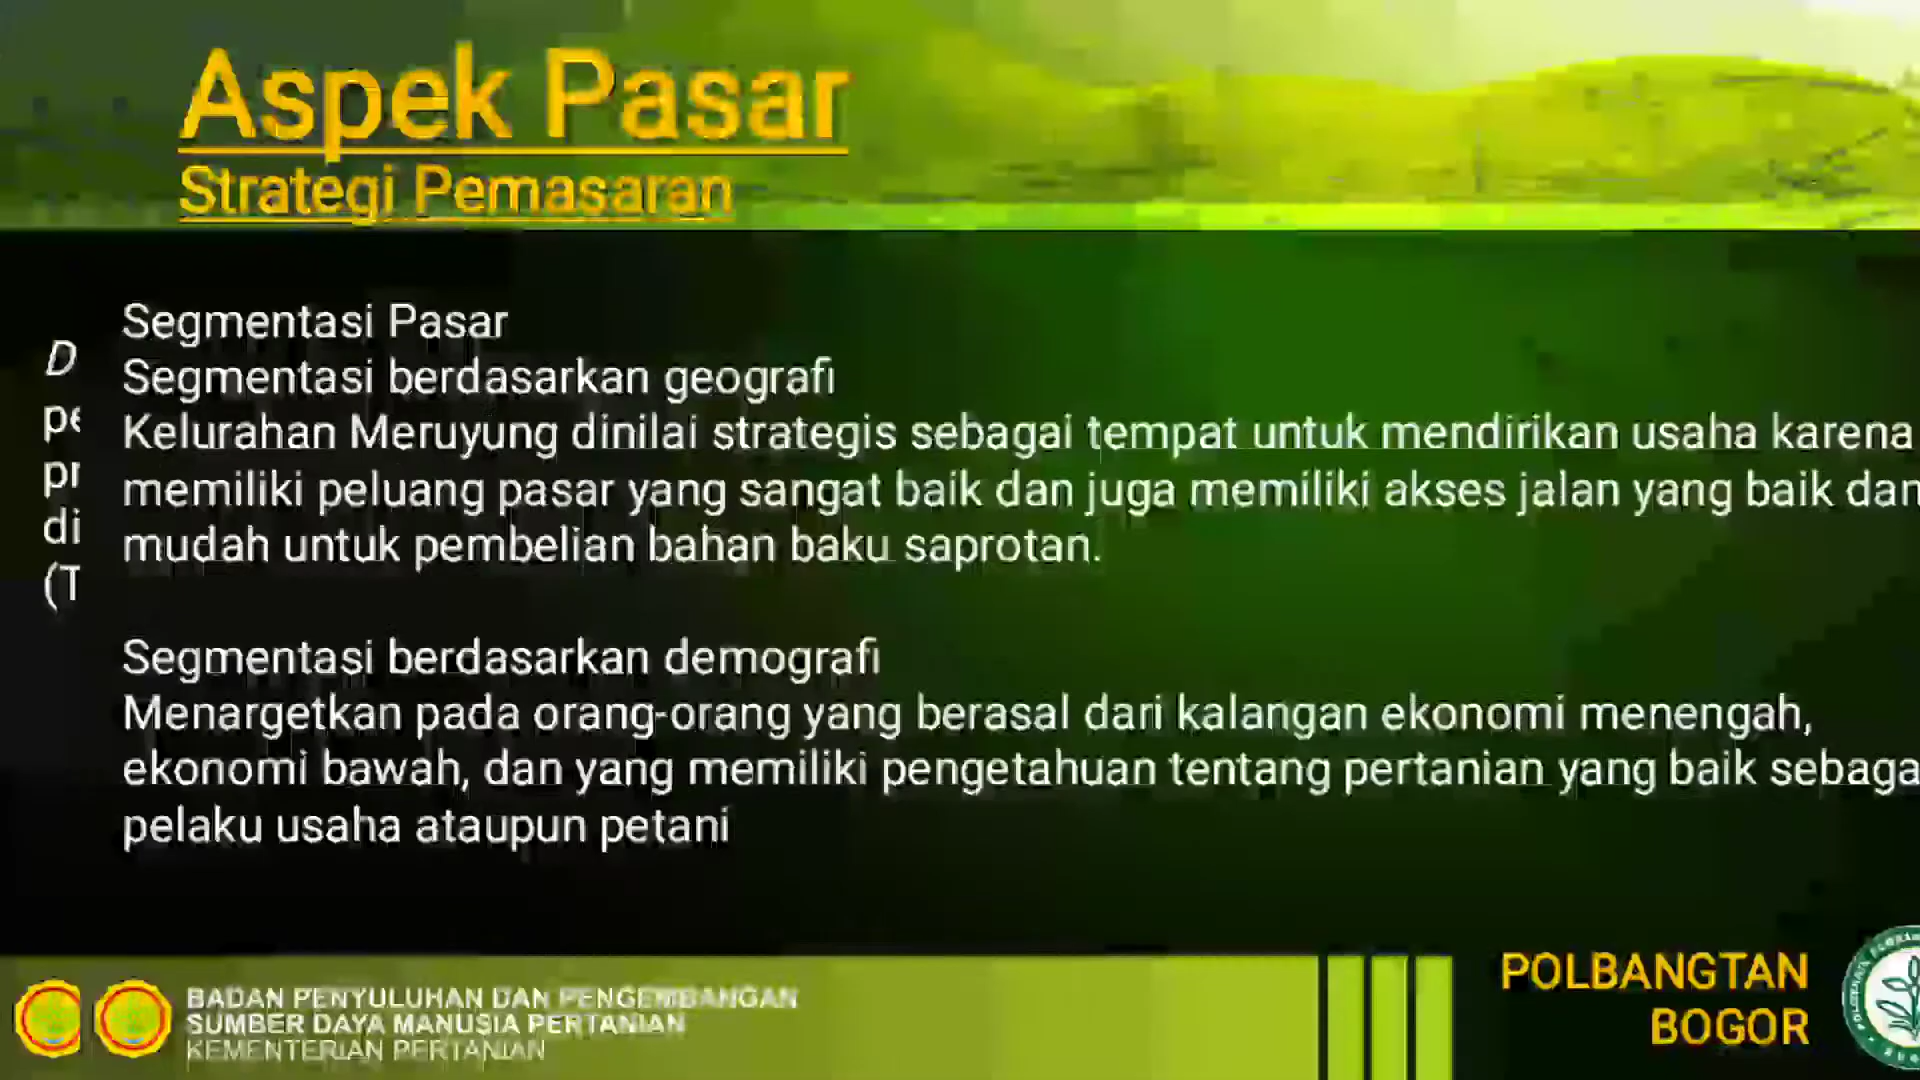 Aspek Pasar
Strategi Pemasaran
Segmentasi Pasar
Segmentasi berdasarkan geografi
Kelurahan Meruyung dinilai strategis sebagai tempat untuk mendirikan usaha karena
memiliki peluang pasar yang sangat baik dan juga memiliki akses jalan yang baik dan
mudah untuk pembelian bahan baku saprotan.
Segmentasi berdasarkan demografi
Menargetkan pada orang-orang yang berasal dari kalangan ekonomi menengah,
ekonomi bawah, dan yang memiliki pengetahuan tentang pertanian yang baik sebaga
pelaku usaha ataupun petani
D
pe
pr
di
(T
BADAN PENYULUHAN DAN PENGEMBANGAN
SUMBER DAYA MANUSIA PERTANIAN
KEMENTERIAN PERTANIAN
POLBANGTAN
BOGOR